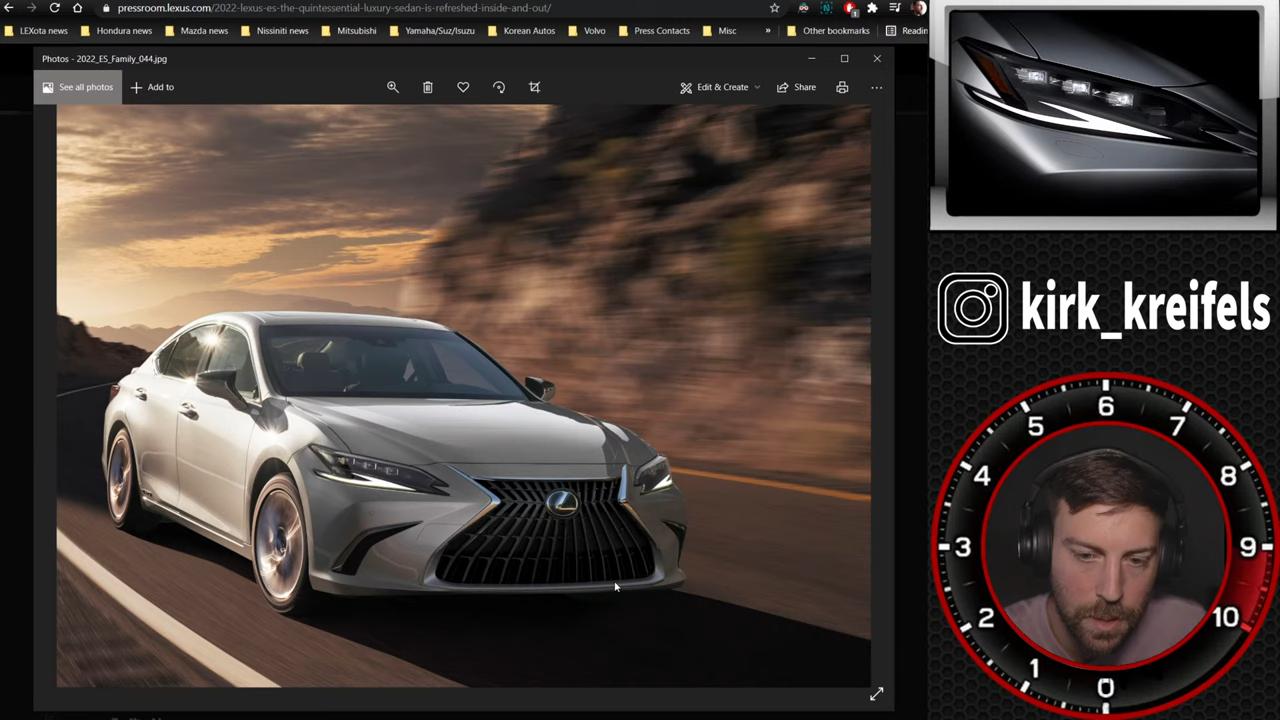 pressroom.lexus.com/2022-lexus-es-the-quintessential-luxury-sedan-is-refreshed-inside-and-out/
1
LEXota news
Hondura news
Mazda news
Nissiniti news
Mitsubishi
Yamaha/Suz/Isuzu
Korean Autos
Volvo
Press Contacts
Misc
»
Other bookmarks
Readin
Photos - 2022_ES_Family_044.jpg
See all photos
+ Add to
Edit & Create
Share
kirk_kreifels
0
1
2
3
4
5
6
7
8
9
10